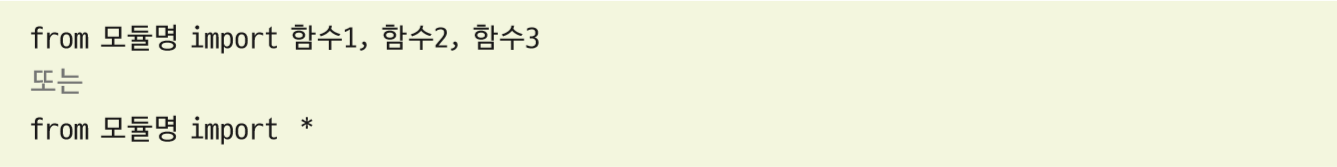 from 모듈명 import 함수1, 함수2, 함수3
또는
from 모듈명 import *